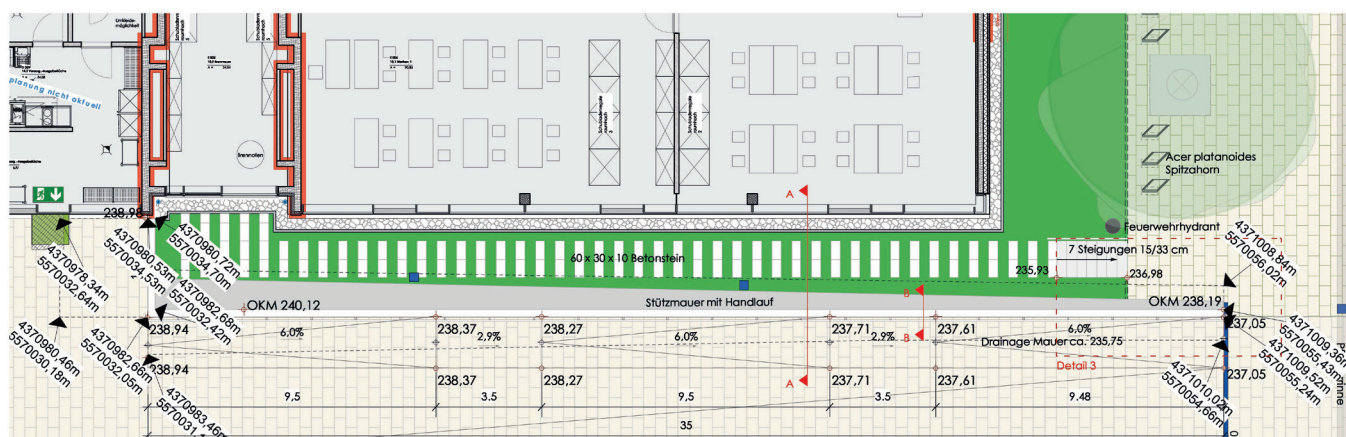 Umkleide-
möglichkeit
planung nicht aktuell
Brennofen
A
Acer platanoides
Spitzahorn
Feuerwehrhydrant
7 Steigungen 15/33 cm
60 x 30 x 10 Betonstein
235,93
236,98
238,98
4370980,72m
5570034,70m
4370980,53m
5570034,53m
4370978,34m
5570032,64m
4370982,68m
5570032,42m
4370982,66m
5570032,05m
4370980,46m
5570030,18m
4370983,46m
4371008,84m
5570056,02m
OKM 240,12
Stützmauer mit Handlauf
B
OKM 238,19
238,94
6,0%
238,37
2,9%
238,27
6,0%
237,71
2,9%
237,61
6,0%
237,05
B
Drainage Mauer ca. 235,75
4371009,36m
5570055,43m
4371009,52m
5570055,24m
4371010,02m
5570054,66m
Detail 3
238,94
238,37
238,27
A
237,71
237,61
237,05
9,5
3.5
9,5
3.5
9.48
35